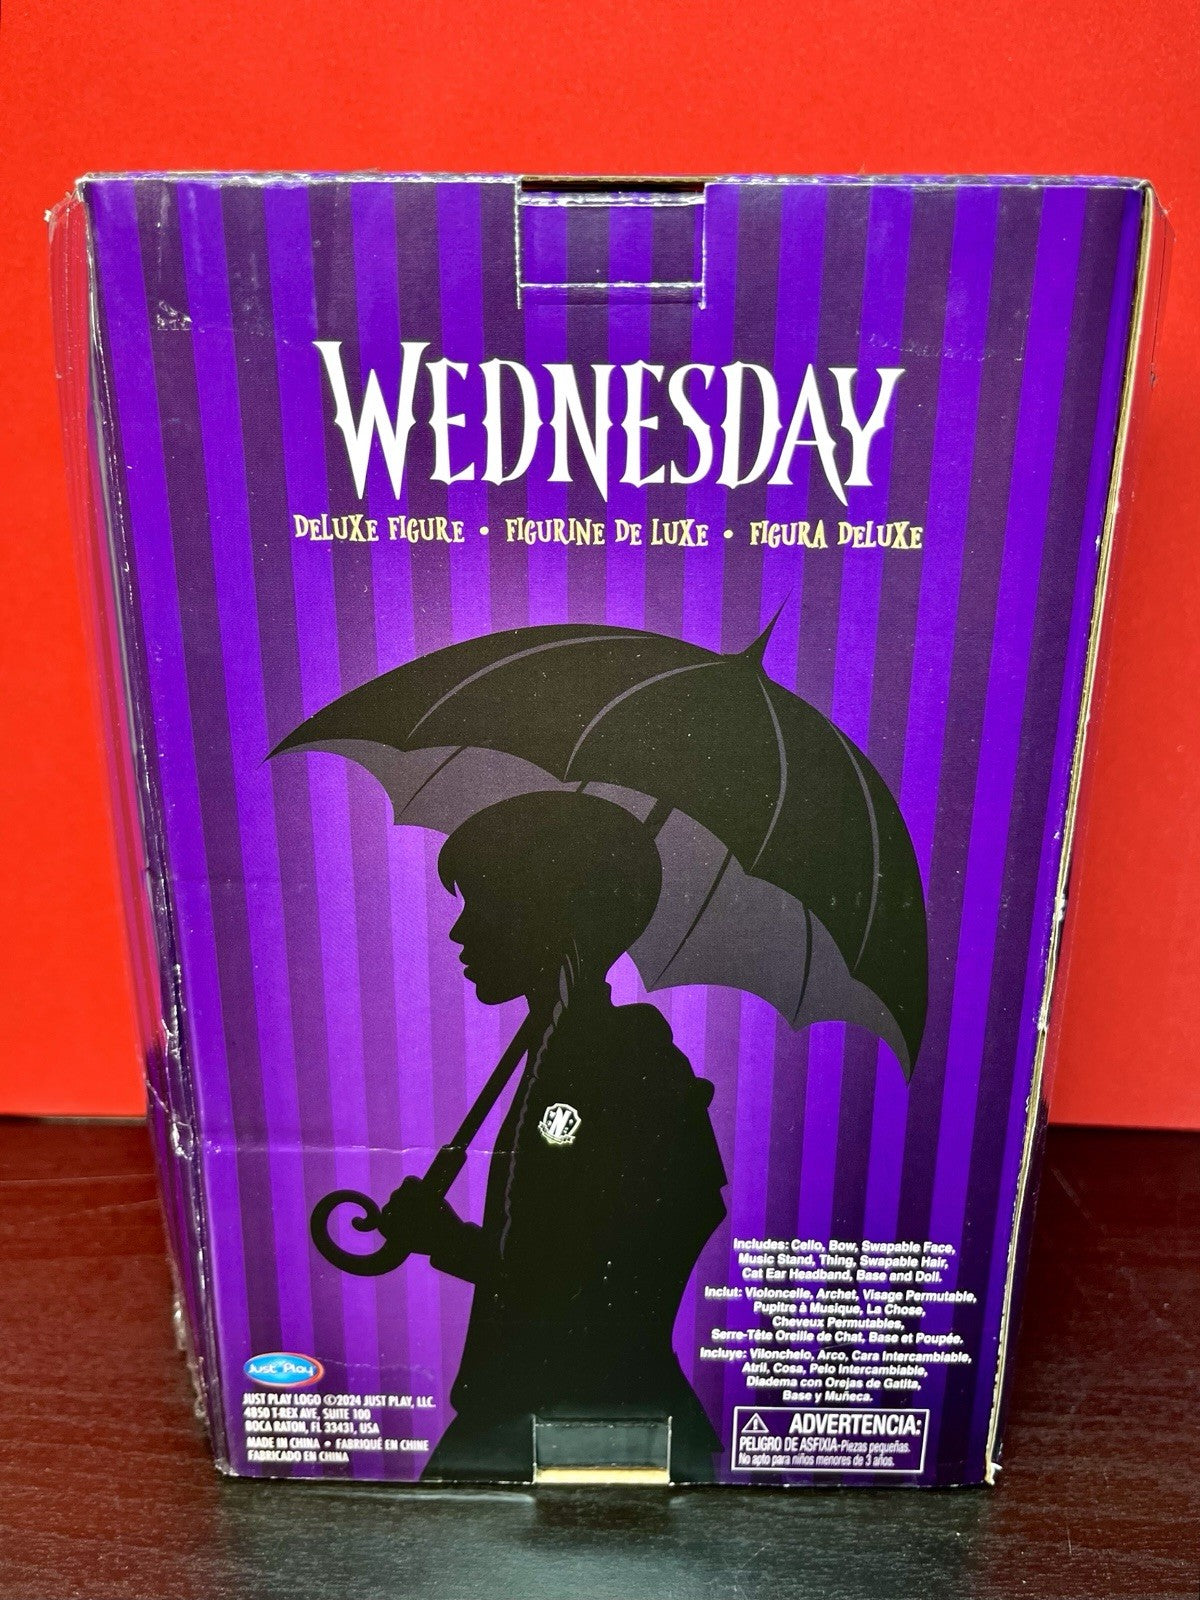 WEDNESDAY
DELUXE FIGURE • FIGURINE DE LUXE • FIGURA DELUXE
N
Includes: Cello, Bow, Swapable Face,
Music Stand, Thing, Swapable Hair,
Cat Ear Headband, Base and Doll.
Inclut: Violoncelle, Archet, Visage Permutable,
Pupitre à Musique, La Chose,
Cheveux Permutables,
Serre-Tête Oreille de Chat, Base et Poupée.
Incluye: Vilonchelo, Arco, Cara Intercambiable,
Atril, Cosa, Pelo Intercambiable,
Diadema con Orejas de Gatita,
Base y Muñeca.
Just Play
JUST PLAY LOGO ©2024 JUST PLAY, LLC.
4850 T-REX AVE, SUITE 100
BOCA RATON, FL 33431, USA
MADE IN CHINA • FABRIQUÉ EN CHINE
FABRICADO EN CHINA
ADVERTENCIA:
PELIGRO DE ASFIXIA-Piezas pequeñas.
No apto para niños menores de 3 años.